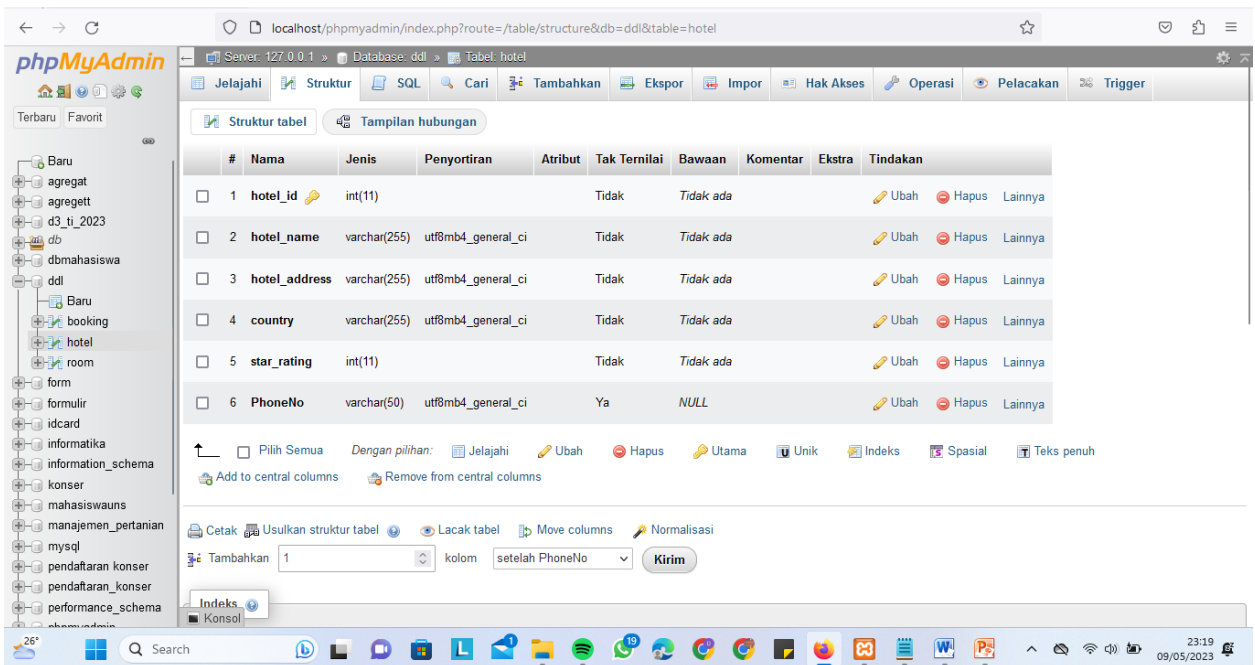 localhost/phpmyadmin/index.php?route=/table/structure&db=ddl&table=hotel
phpMyAdmin
Terbaru Favorit
Baru
agregat
agregett
d3_ti_2023
db
dbmahasiswa
ddl
Baru
booking
hotel
room
form
formulir
idcard
informatika
information_schema
konser
mahasiswauns
manajemen_pertanian
mysql
pendaftaran konser
pendaftaran_konser
performance_schema
phpmyadmin
Server: 127.0.0.1 » Database: ddl » Tabel: hotel
Jelajahi Struktur SQL Cari Tambahkan Ekspor Impor Hak Akses Operasi Pelacakan Trigger
Struktur tabel Tampilan hubungan
# Nama Jenis Penyortiran Atribut Tak Ternilai Bawaan Komentar Ekstra Tindakan
1 hotel_id int(11) Tidak Tidak ada Ubah Hapus Lainnya
2 hotel_name varchar(255) utf8mb4_general_ci Tidak Tidak ada Ubah Hapus Lainnya
3 hotel_address varchar(255) utf8mb4_general_ci Tidak Tidak ada Ubah Hapus Lainnya
4 country varchar(255) utf8mb4_general_ci Tidak Tidak ada Ubah Hapus Lainnya
5 star_rating int(11) Tidak Tidak ada Ubah Hapus Lainnya
6 PhoneNo varchar(50) utf8mb4_general_ci Ya NULL Ubah Hapus Lainnya
Pilih Semua Dengan pilihan: Jelajahi Ubah Hapus Utama Unik Indeks Spasial Teks penuh
Add to central columns Remove from central columns
Cetak Usulkan struktur tabel Lacak tabel Move columns Normalisasi
Tambahkan 1 kolom setelah PhoneNo Kirim
Indeks
Konsol
26°
Search
19
23:19
09/05/2023